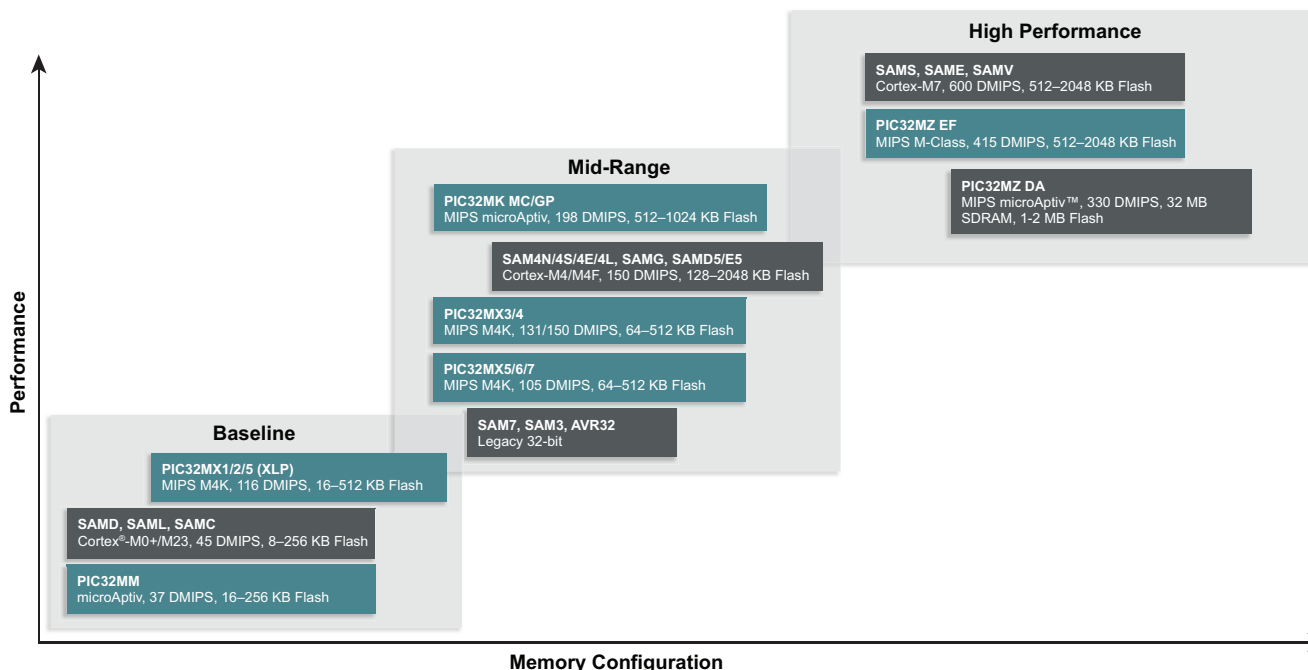 High Performance
SAMS, SAME, SAMV
Cortex-M7, 600 DMIPS, 512–2048 KB Flash
PIC32MZ EF
MIPS M-Class, 415 DMIPS, 512–2048 KB Flash
PIC32MZ DA
MIPS microAptiv™, 330 DMIPS, 32 MB
SDRAM, 1-2 MB Flash
Mid-Range
PIC32MK MC/GP
MIPS microAptiv, 198 DMIPS, 512–1024 KB Flash
SAM4N/4S/4E/4L, SAMG, SAMD5/E5
Cortex-M4/M4F, 150 DMIPS, 128–2048 KB Flash
PIC32MX3/4
MIPS M4K, 131/150 DMIPS, 64–512 KB Flash
PIC32MX5/6/7
MIPS M4K, 105 DMIPS, 64–512 KB Flash
SAM7, SAM3, AVR32
Legacy 32-bit
Baseline
PIC32MX1/2/5 (XLP)
MIPS M4K, 116 DMIPS, 16–512 KB Flash
SAMD, SAML, SAMC
Cortex®-M0+/M23, 45 DMIPS, 8–256 KB Flash
PIC32MM
microAptiv, 37 DMIPS, 16–256 KB Flash
Performance
Memory Configuration